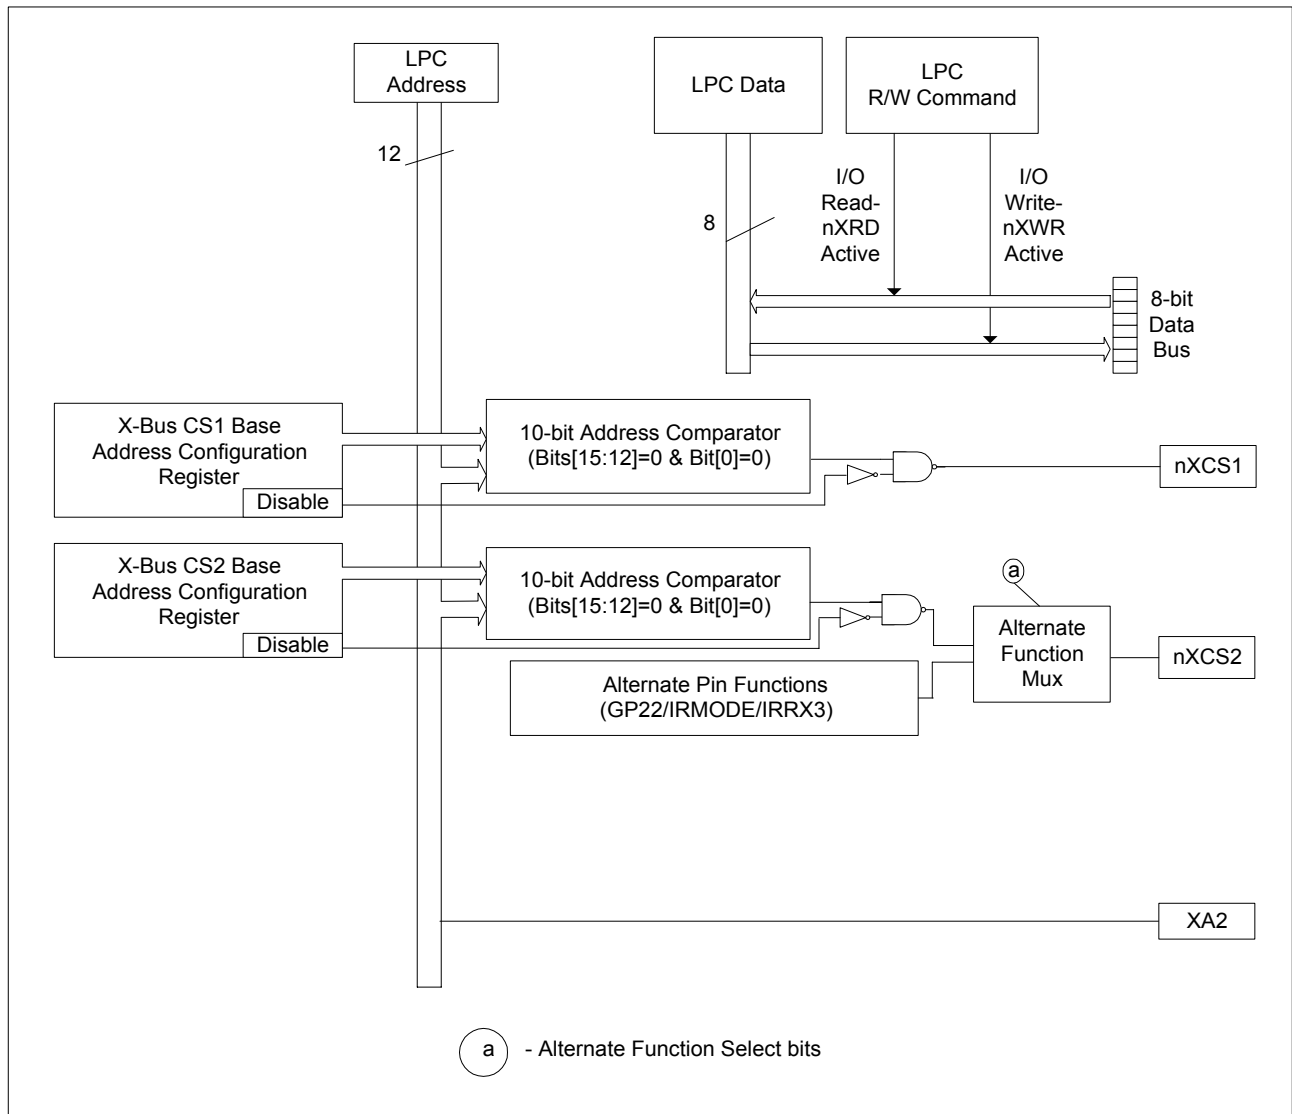 LPC
Address
LPC Data
LPC
R/W Command
12
8
I/O
Read-
nXRD
Active
I/O
Write-
nXWR
Active
8-bit
Data
Bus
X-Bus CS1 Base
Address Configuration
Register
Disable
10-bit Address Comparator
(Bits[15:12]=0 & Bit[0]=0)
nXCS1
X-Bus CS2 Base
Address Configuration
Register
Disable
10-bit Address Comparator
(Bits[15:12]=0 & Bit[0]=0)
a
Alternate
Function
Mux
nXCS2
Alternate Pin Functions
(GP22/IRMODE/IRRX3)
XA2
a - Alternate Function Select bits